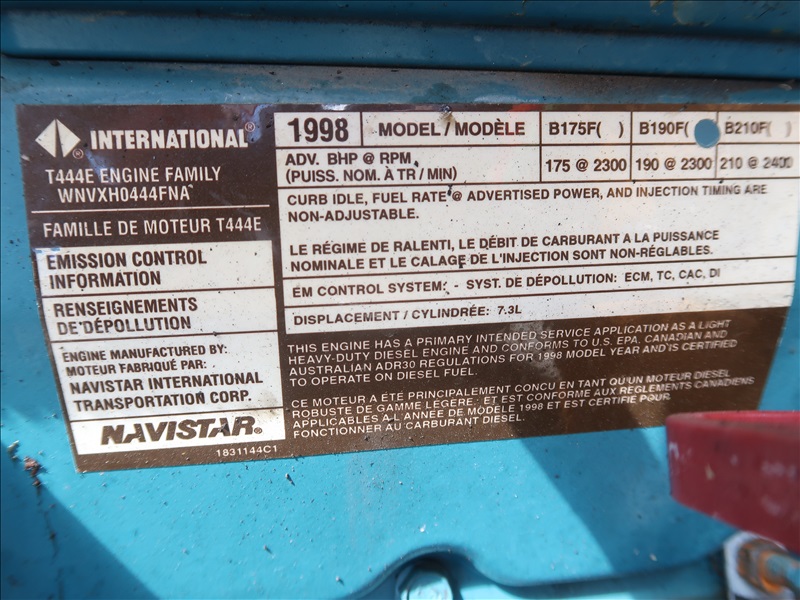 INTERNATIONAL®
T444E ENGINE FAMILY
WNVXH0444FNA
FAMILLE DE MOTEUR T444E
EMISSION CONTROL
INFORMATION
RENSEIGNEMENTS
DE DÉPOLLUTION
ENGINE MANUFACTURED BY:
MOTEUR FABRIQUÉ PAR:
NAVISTAR INTERNATIONAL
TRANSPORTATION CORP.
NAVISTAR®
1831144C1
1998 MODEL / MODÈLE B175F( ) B190F( B210F( )
ADV. BHP @ RPM 175 @ 2300 190 @ 2300 210 @ 2400
(PUISS. NOM. À TR / MIN)
CURB IDLE, FUEL RATE @ ADVERTISED POWER, AND INJECTION TIMING ARE
NON-ADJUSTABLE.
LE RÉGIME DE RALENTI, LE DÉBIT DE CARBURANT A LA PUISSANCE
NOMINALE ET LE CALAGE DE L'INJECTION SONT NON-RÉGLABLES.
EM CONTROL SYSTEM: - SYST. DE DÉPOLLUTION: ECM, TC, CAC, DI
DISPLACEMENT / CYLINDRÉE: 7.3L
THIS ENGINE HAS A PRIMARY INTENDED SERVICE APPLICATION AS A LIGHT
HEAVY-DUTY DIESEL ENGINE AND CONFORMS TO U.S. EPA, CANADIAN AND
AUSTRALIAN ADR30 REGULATIONS FOR 1998 MODEL YEAR AND IS CERTIFIED
TO OPERATE ON DIESEL FUEL.
CE MOTEUR A ÉTÉ PRINCIPALEMENT CONCU EN TANT QU'UN MOTEUR DIESEL
ROBUSTE DE GAMME LÉGÈRE. ET EST CONFORME AUX REGLEMENTS CANADIENS
APPLICABLES A L'ANNÉE DE MODÈLE 1998 ET EST CERTIFIÉ POUR
FONCTIONNER AU CARBURANT DIESEL.